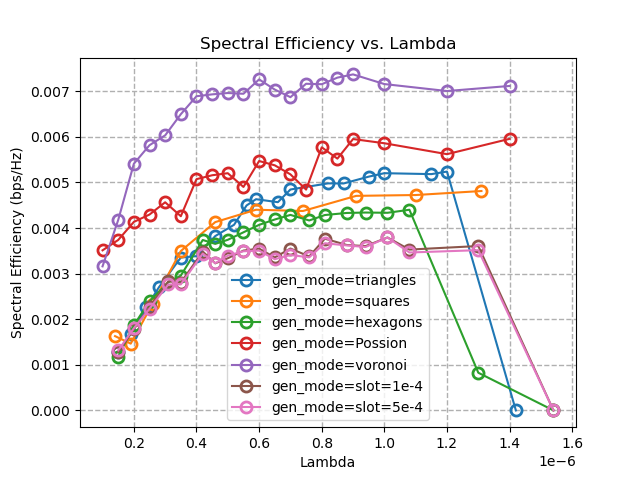 Spectral Efficiency vs. Lambda
Spectral Efficiency (bps/Hz)
0.007
0.006
0.005
0.004
0.003
0.002
0.001
0.000
gen_mode=triangles
gen_mode=squares
gen_mode=hexagons
gen_mode=Possion
gen_mode=voronoi
gen_mode=slot=1e-4
gen_mode=slot=5e-4
0.2 0.4 0.6 0.8 1.0 1.2 1.4 1.6
Lambda
1e−6